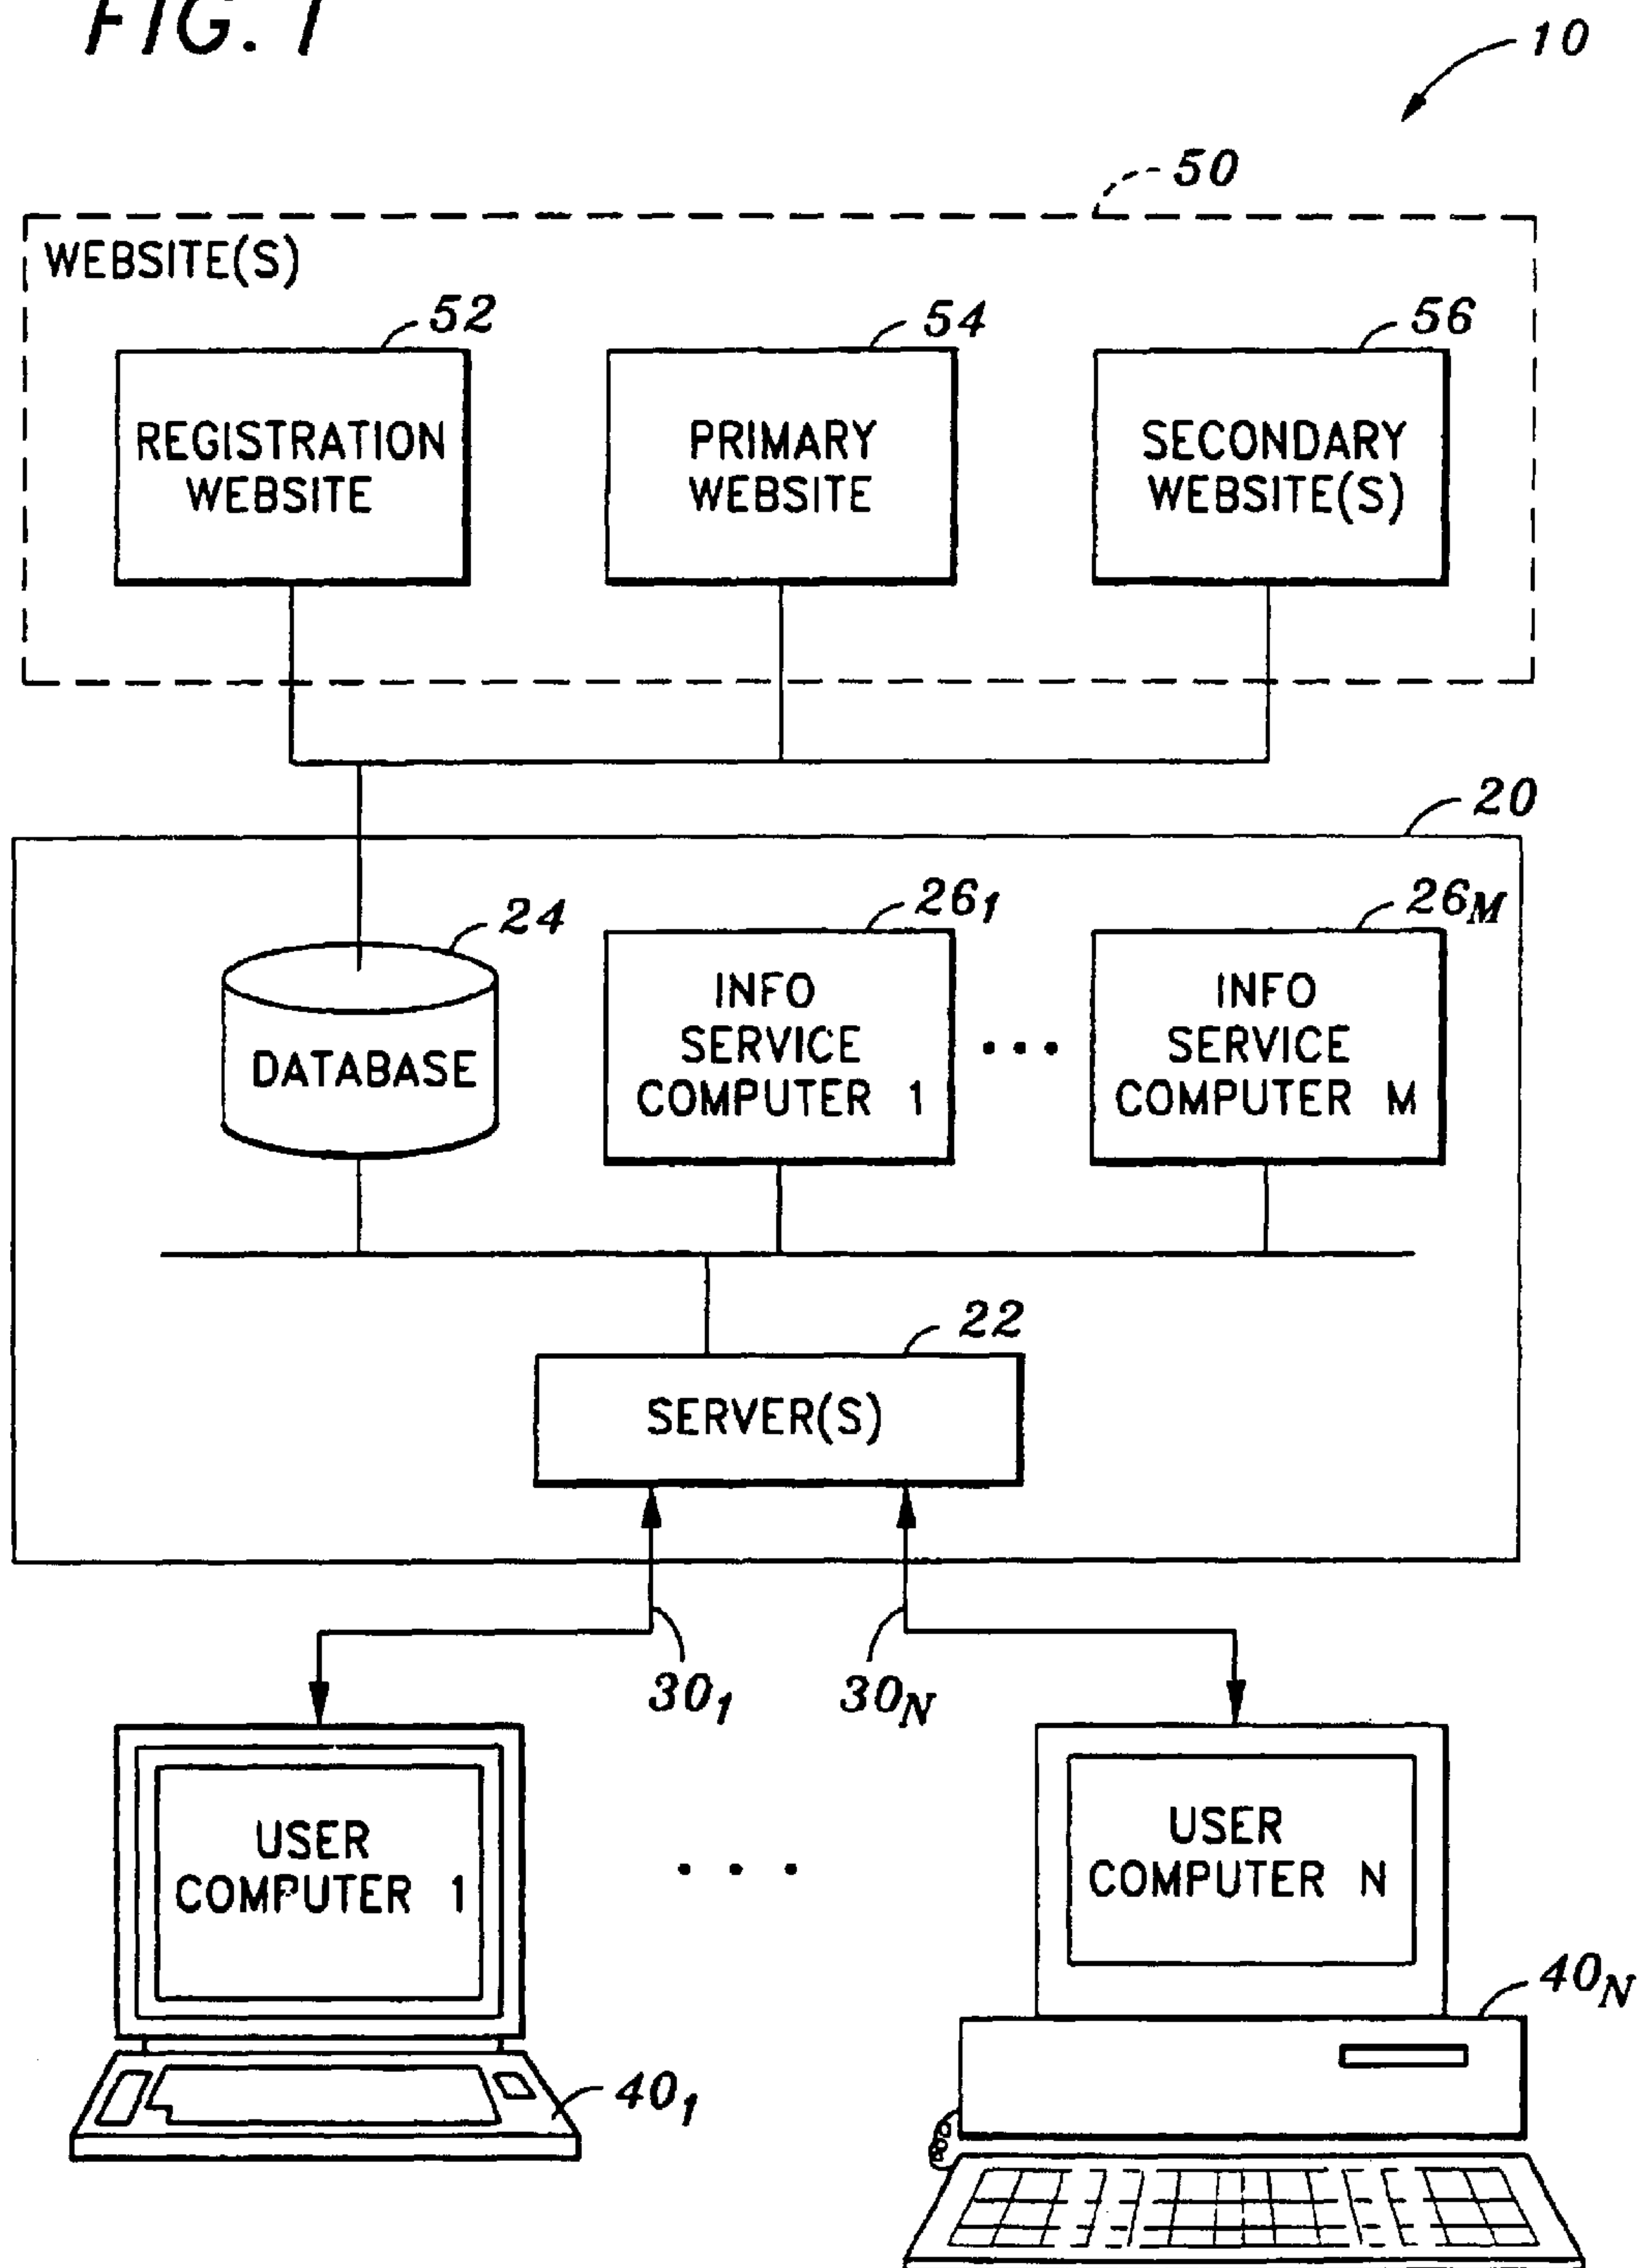 FIG. 1
10
50
WEBSITE(S)
52
54
56
REGISTRATION
WEBSITE
PRIMARY
WEBSITE
SECONDARY
WEBSITE(S)
20
24
26₁
26M
DATABASE
INFO
SERVICE
COMPUTER 1
INFO
SERVICE
COMPUTER M
22
SERVER(S)
30₁
30N
USER
COMPUTER 1
USER
COMPUTER N
40₁
40N